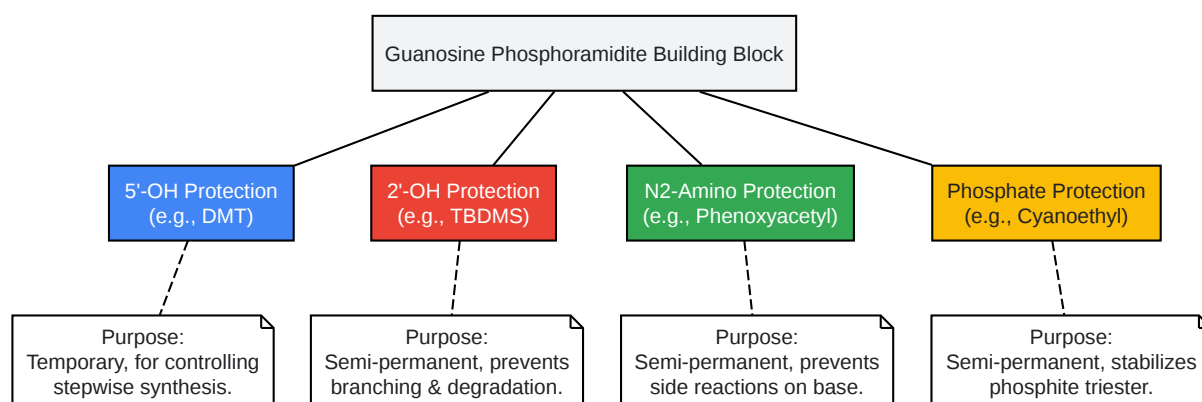 Guanosine Phosphoramidite Building Block
5'-OH Protection
(e.g., DMT)
2'-OH Protection
(e.g., TBDMS)
N2-Amino Protection
(e.g., Phenoxyacetyl)
Phosphate Protection
(e.g., Cyanoethyl)
Purpose:
Temporary, for controlling
stepwise synthesis.
Purpose:
Semi-permanent, prevents
branching & degradation.
Purpose:
Semi-permanent, prevents
side reactions on base.
Purpose:
Semi-permanent, stabilizes
phosphite triester.